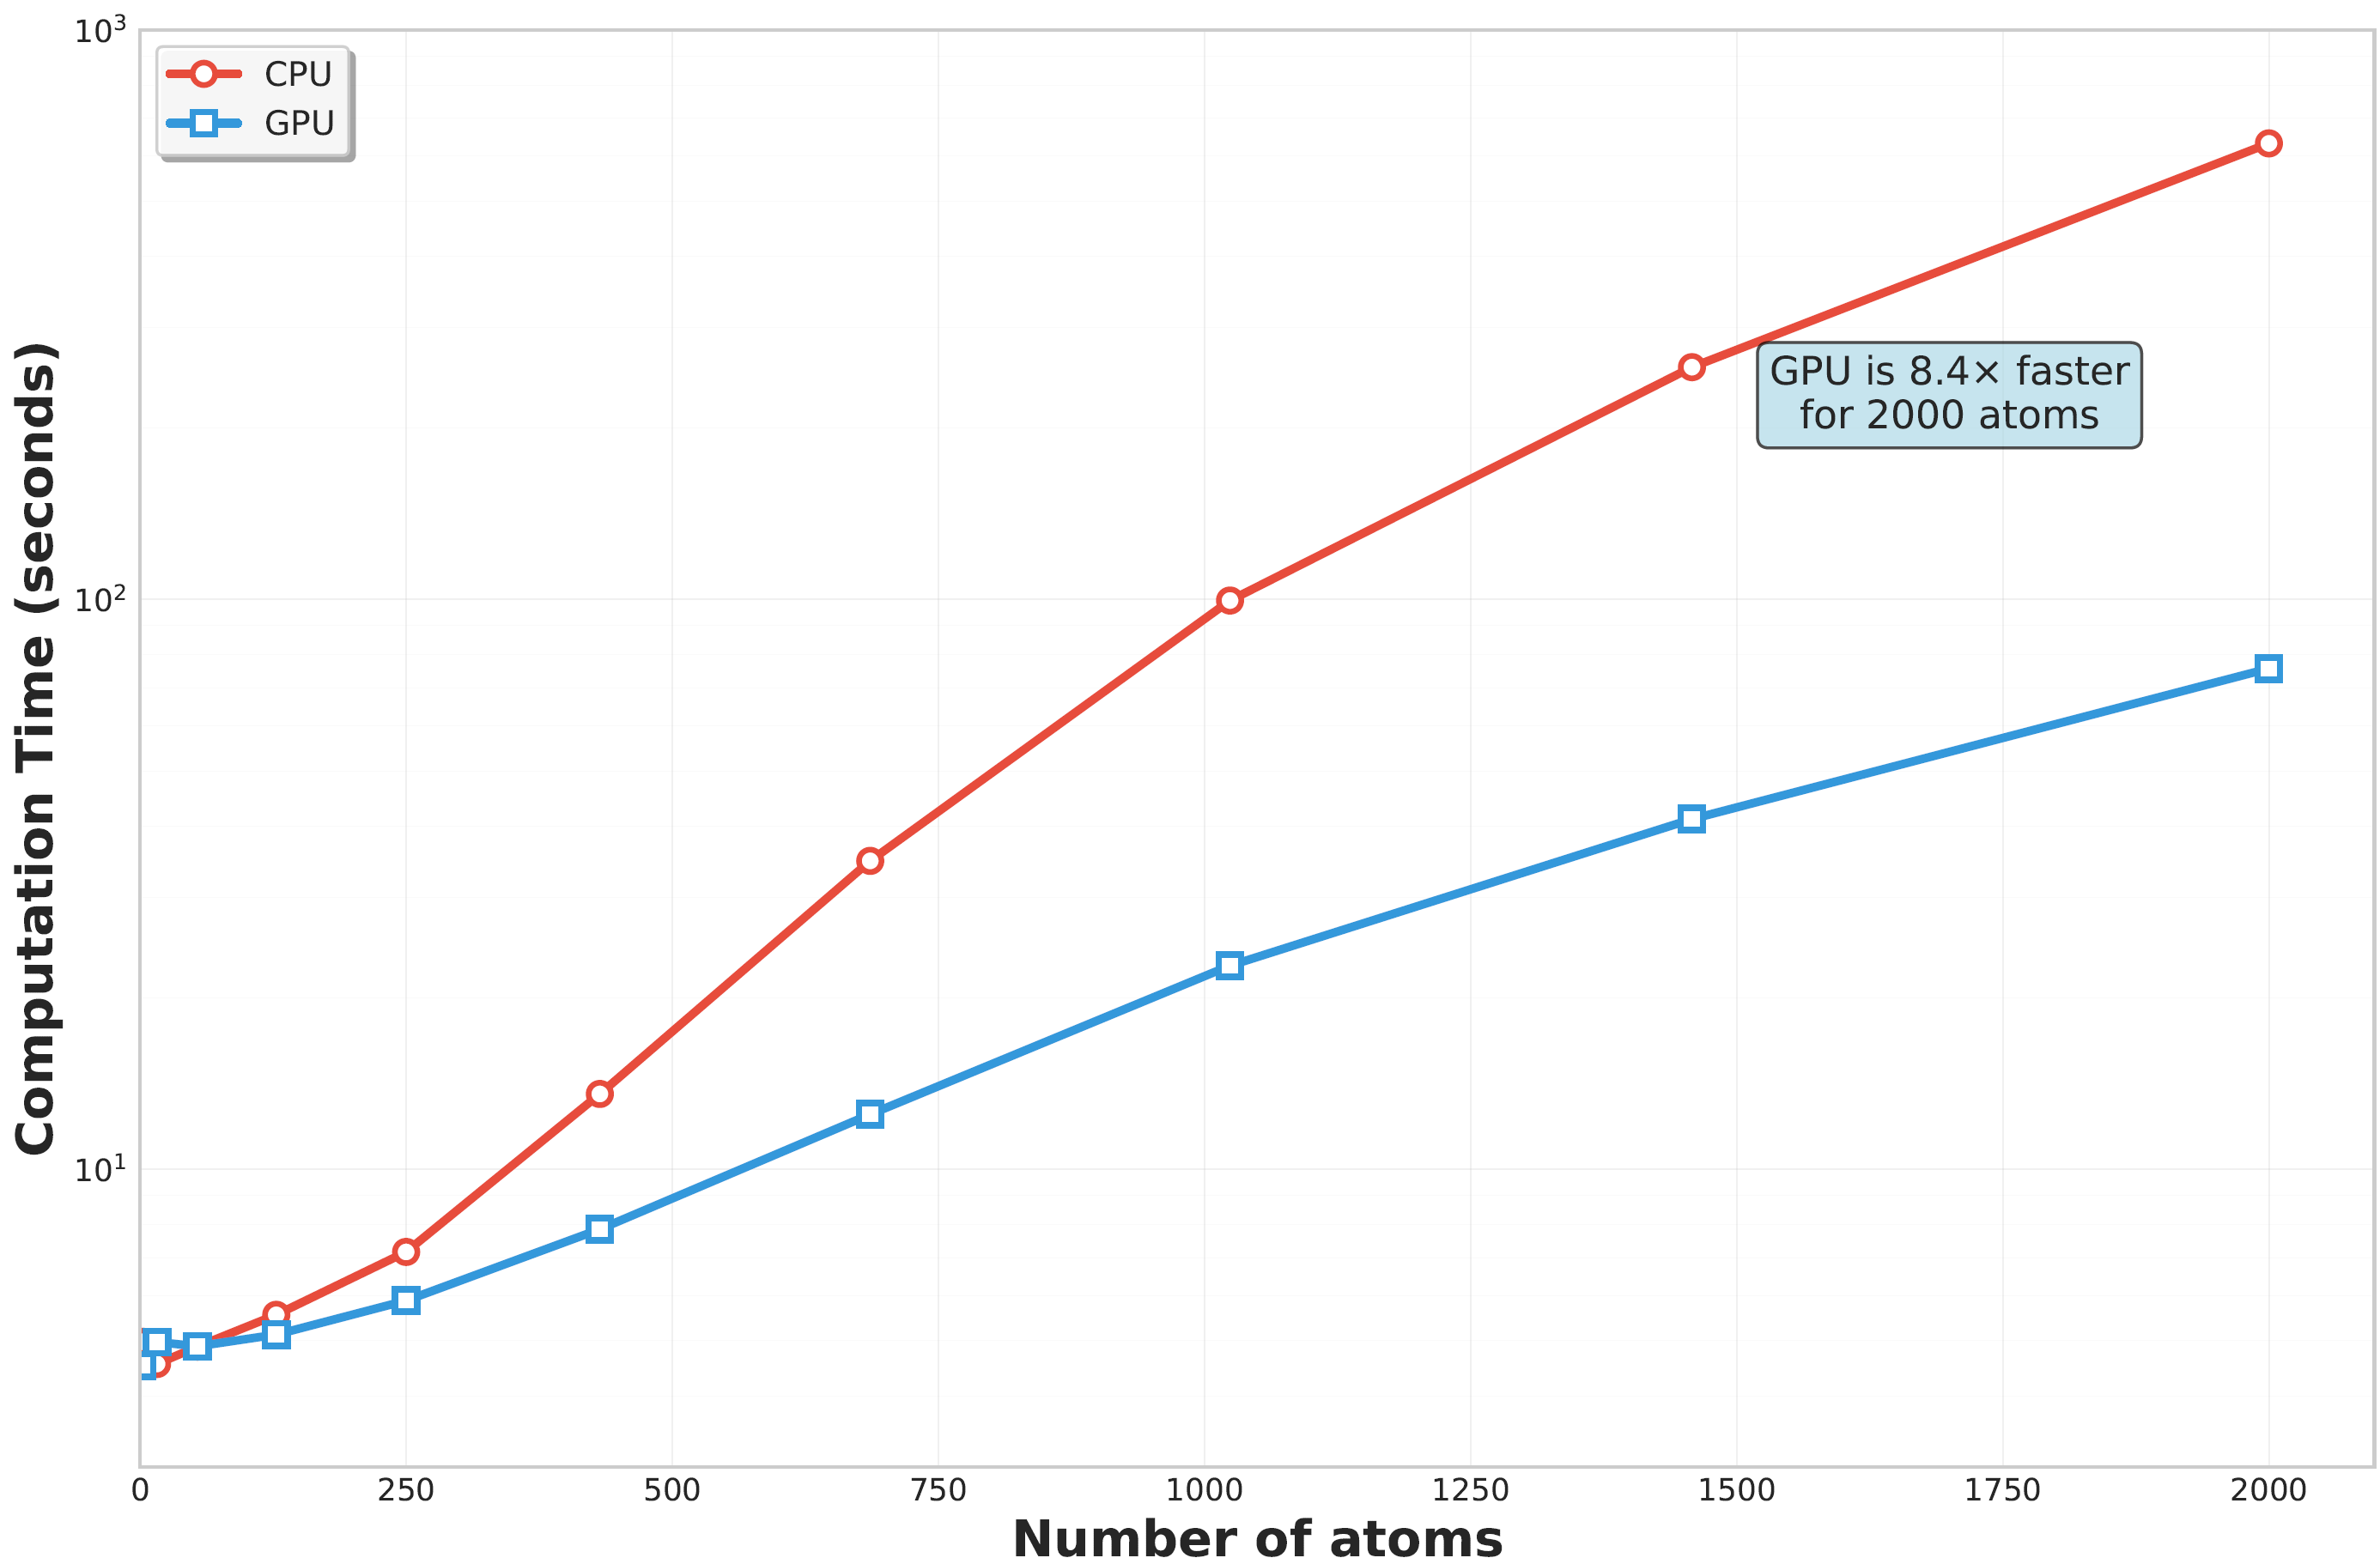 10³
CPU
GPU
GPU is 8.4× faster
for 2000 atoms
10²
10¹
Computation Time (seconds)
0 250 500 750 1000 1250 1500 1750 2000
Number of atoms